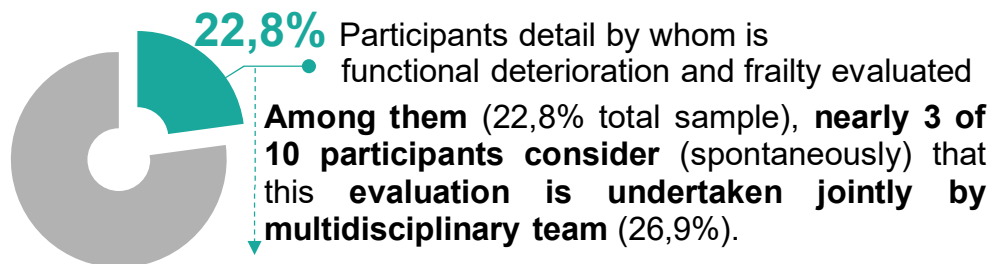 22,8% Participants detail by whom is
functional deterioration and frailty evaluated
Among them (22,8% total sample), nearly 3 of
10 participants consider (spontaneously) that
this evaluation is undertaken jointly by
multidisciplinary team (26,9%).